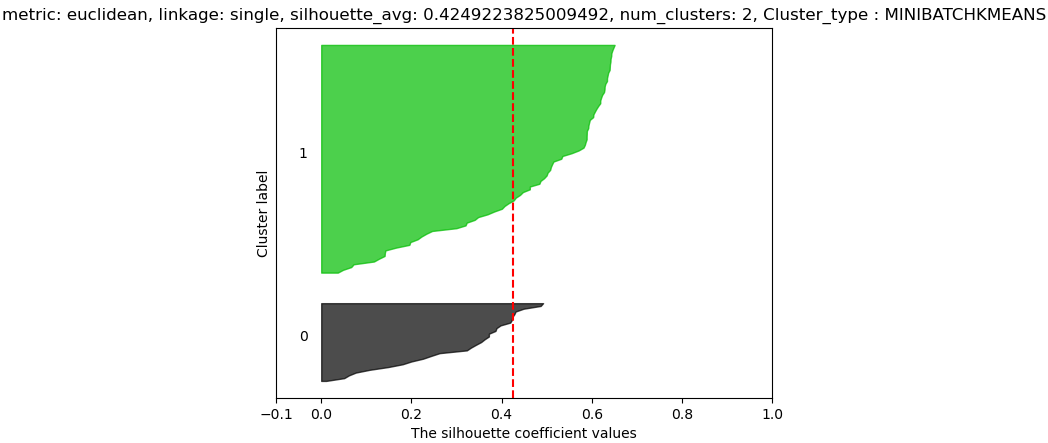 metric: euclidean, linkage: single, silhouette_avg: 0.4249223825009492, num_clusters: 2, Cluster_type : MINIBATCHKMEANS
Cluster label
1
0
−0.1 0.0 0.2 0.4 0.6 0.8 1.0
The silhouette coefficient values